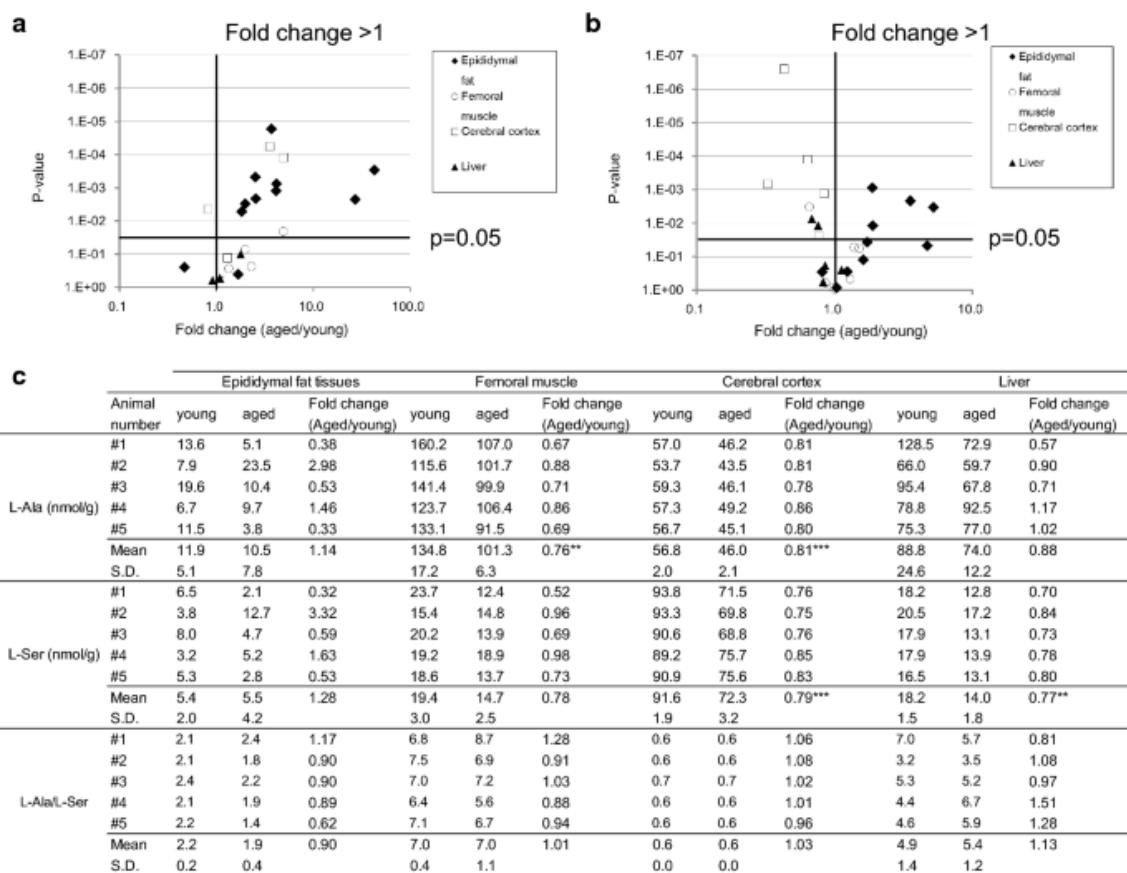 a
Fold change >1
1.E-07
1.E-06
1.E-05
1.E-04
1.E-03
1.E-02
1.E-01
1.E+00
P-value
0.1 1.0 10.0 100.0
Fold change (aged/young)
Epididymal
fat
Femoral
muscle
Cerebral cortex
Liver
p=0.05
b
Fold change >1
1.E-07
1.E-06
1.E-05
1.E-04
1.E-03
1.E-02
1.E-01
1.E+00
P-value
0.1 1.0 10.0
Fold change (aged/young)
Epididymal
fat
Femoral
muscle
Cerebral cortex
Liver
p=0.05
c
Epididymal fat tissues Femoral muscle Cerebral cortex Liver
Animal number young aged Fold change (Aged/young) young aged Fold change (Aged/young) young aged Fold change (Aged/young) young aged Fold change (Aged/young)
L-Ala (nmol/g)
#1 13.6 5.1 0.38 160.2 107.0 0.67 57.0 46.2 0.81 128.5 72.9 0.57
#2 7.9 23.5 2.98 115.6 101.7 0.88 53.7 43.5 0.81 66.0 59.7 0.90
#3 19.6 10.4 0.53 141.4 99.9 0.71 59.3 46.1 0.78 95.4 67.8 0.71
#4 6.7 9.7 1.46 123.7 106.4 0.86 57.3 49.2 0.86 78.8 92.5 1.17
#5 11.5 3.8 0.33 133.1 91.5 0.69 56.7 45.1 0.80 75.3 77.0 1.02
Mean 11.9 10.5 1.14 134.8 101.3 0.76** 56.8 46.0 0.81*** 88.8 74.0 0.88
S.D. 5.1 7.8 17.2 6.3 2.0 2.1 24.6 12.2
L-Ser (nmol/g)
#1 6.5 2.1 0.32 23.7 12.4 0.52 93.8 71.5 0.76 18.2 12.8 0.70
#2 3.8 12.7 3.32 15.4 14.8 0.96 93.3 69.8 0.75 20.5 17.2 0.84
#3 8.0 4.7 0.59 20.2 13.9 0.69 90.6 68.8 0.76 17.9 13.1 0.73
#4 3.2 5.2 1.63 19.2 18.9 0.98 89.2 75.7 0.85 17.9 13.9 0.78
#5 5.3 2.8 0.53 18.6 13.7 0.73 90.9 75.6 0.83 16.5 13.1 0.80
Mean 5.4 5.5 1.28 19.4 14.7 0.78 91.6 72.3 0.79*** 18.2 14.0 0.77**
S.D. 2.0 4.2 3.0 2.5 1.9 3.2 1.5 1.8
L-Ala/L-Ser
#1 2.1 2.4 1.17 6.8 8.7 1.28 0.6 0.6 1.06 7.0 5.7 0.81
#2 2.1 1.8 0.90 7.5 6.9 0.91 0.6 0.6 1.08 3.2 3.5 1.08
#3 2.4 2.2 0.90 7.0 7.2 1.03 0.7 0.7 1.02 5.3 5.2 0.97
#4 2.1 1.9 0.89 6.4 5.6 0.88 0.6 0.6 1.01 4.4 6.7 1.51
#5 2.2 1.4 0.62 7.1 6.7 0.94 0.6 0.6 0.96 4.6 5.9 1.28
Mean 2.2 1.9 0.90 7.0 7.0 1.01 0.6 0.6 1.03 4.9 5.4 1.13
S.D. 0.2 0.4 0.4 1.1 0.0 0.0 1.4 1.2